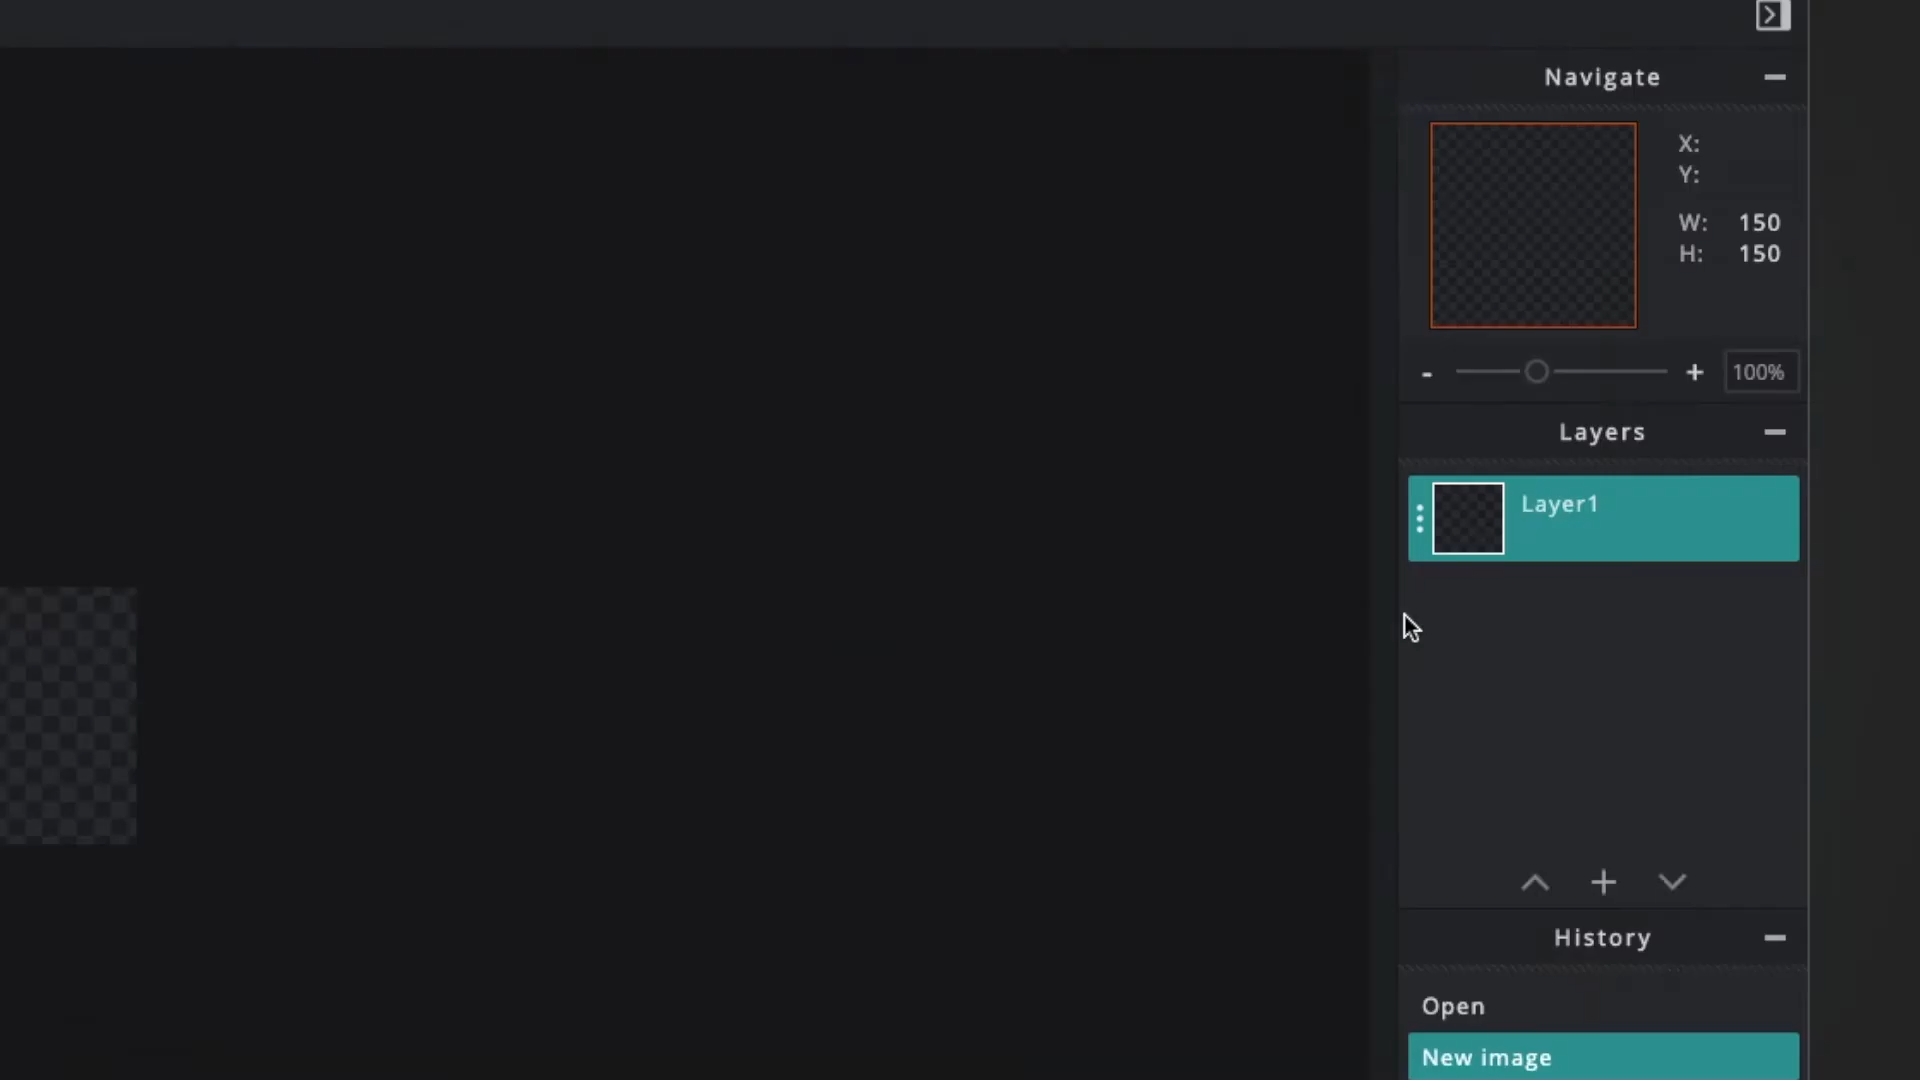 Navigate
X:
Y:
W: 150
H: 150
- + 100%
Layers
Layer1
History
Open
New image